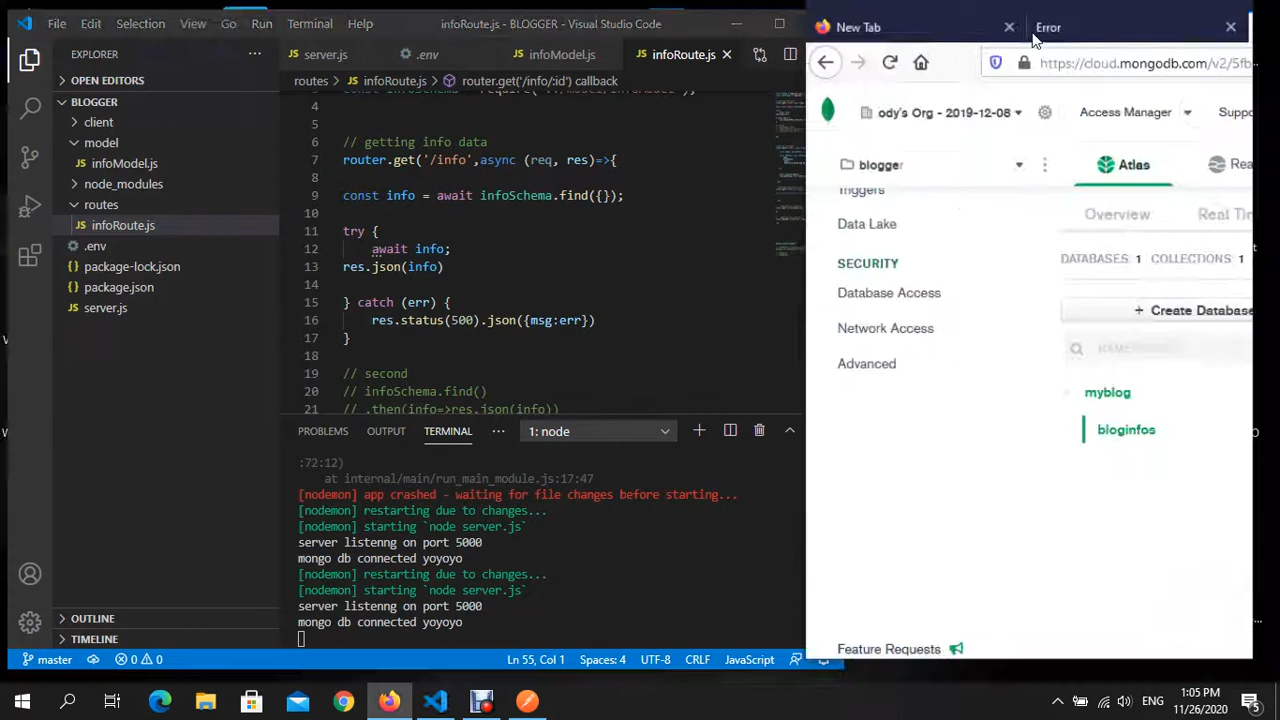 File Edit Selection View Go Run Terminal Help infoRoute.js - BLOGGER - Visual Studio Code
New Tab
Error
EXPLORER
server.js .env infoModel.js infoRoute.js
https://cloud.mongodb.com/v2/5fb
OPEN EDITORS
routes > JS infoRoute.js > router.get('/info/:id') callback
BLOGGER
client
model
JS infoModel.js
node_modules
routes
JS infoRoute.js
.env
package-lock.json
package.json
JS server.js
OUTLINE
TIMELINE
4
5
6 // getting info data
7 router.get('/info',async (req, res)=>{
8
9 const info = await infoSchema.find({});
10
11 try {
12 await info;
13 res.json(info)
14
15 } catch (err) {
16 res.status(500).json({msg:err})
17 }
18
19 // second
20 // infoSchema.find()
21 // .then(info=>res.json(info))
PROBLEMS OUTPUT TERMINAL 1: node
:72:12)
at internal/main/run_main_module.js:17:47
[nodemon] app crashed - waiting for file changes before starting...
[nodemon] restarting due to changes...
[nodemon] starting `node server.js`
server listenng on port 5000
mongo db connected yoyoyo
[nodemon] restarting due to changes...
[nodemon] starting `node server.js`
server listenng on port 5000
mongo db connected yoyoyo
ody's Org - 2019-12-08 Access Manager Suppo
blogger Atlas Rea
Triggers
Data Lake
SECURITY
Database Access
Network Access
Advanced
Feature Requests
Overview Real Tim
DATABASES: 1 COLLECTIONS: 1
+ Create Database
myblog
bloginfos
master 0 0 Ln 55, Col 1 Spaces: 4 UTF-8 CRLF JavaScript
ENG
1:05 PM
11/26/2020
5